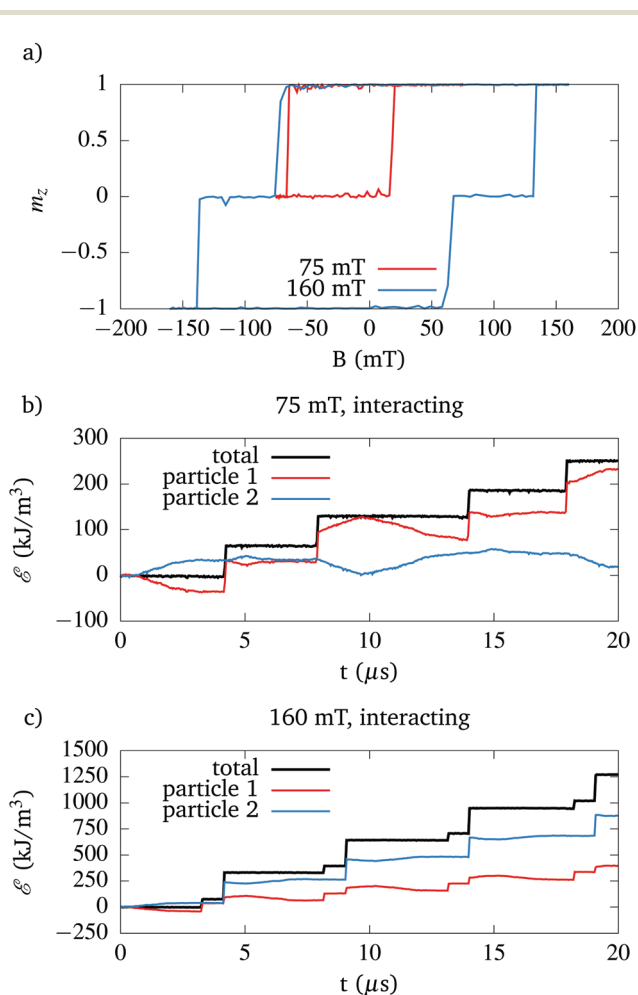 a)
1
0.5
0
−0.5
−1
m_z
75 mT
160 mT
−200 −150 −100 −50 0 50 100 150 200
B (mT)
b)
75 mT, interacting
300
200
100
0
−100
ℰ (kJ/m³)
total
particle 1
particle 2
0 5 10 15 20
t (μs)
c)
160 mT, interacting
1500
1250
1000
750
500
250
0
−250
ℰ (kJ/m³)
total
particle 1
particle 2
0 5 10 15 20
t (μs)